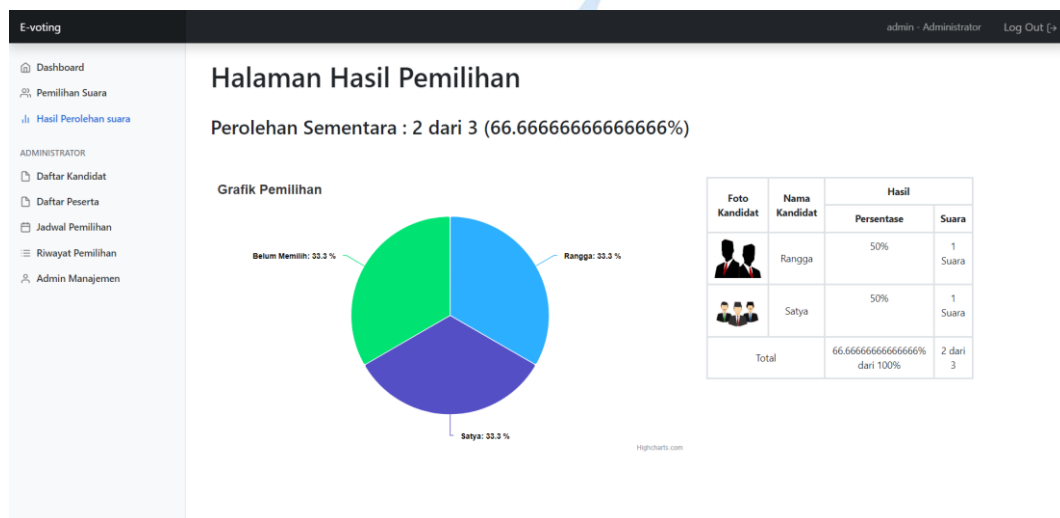 E-voting
admin - Administrator
Log Out
Dashboard
Pemilihan Suara
Hasil Perolehan suara
ADMINISTRATOR
Daftar Kandidat
Daftar Peserta
Jadwal Pemilihan
Riwayat Pemilihan
Admin Manajemen
Halaman Hasil Pemilihan
Perolehan Sementara : 2 dari 3 (66.66666666666666%)
Grafik Pemilihan
Belum Memilih: 33.3 %
Rangga: 33.3 %
Satya: 33.3 %
Highcharts.com
Foto
Kandidat
Nama
Kandidat
Hasil
Persentase
Suara
Rangga
50%
1
Suara
Satya
50%
1
Suara
Total
66.66666666666666%
dari 100%
2 dari
3